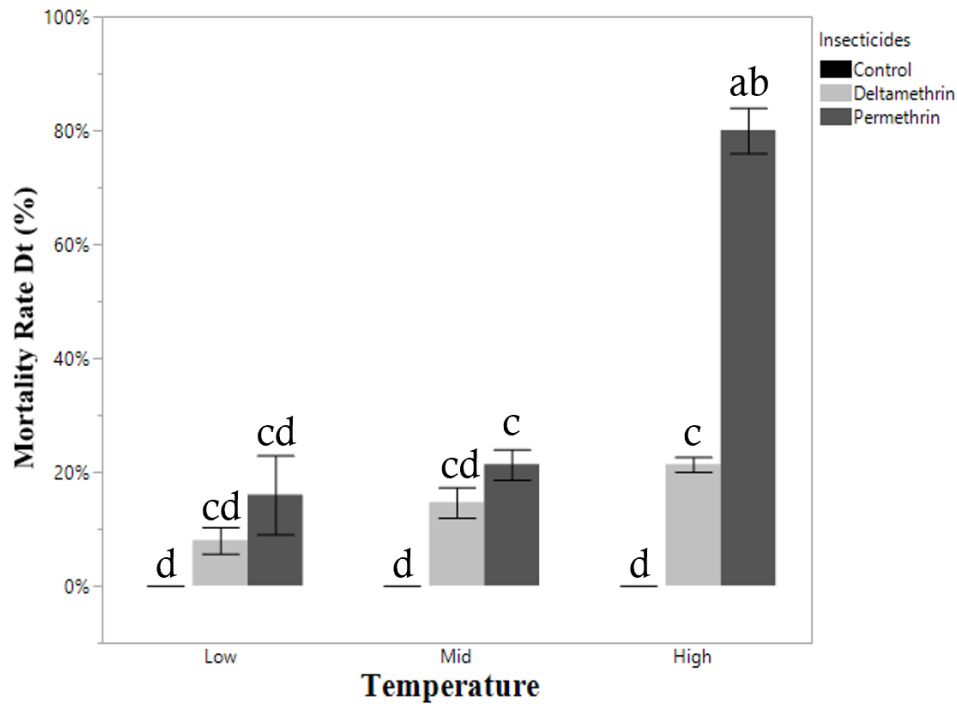 100%
80%
60%
40%
20%
0%
Mortality Rate Dt (%)
Insecticides
Control
Deltamethrin
Permethrin
d
cd
cd
d
cd
c
d
c
ab
Low
Mid
High
Temperature